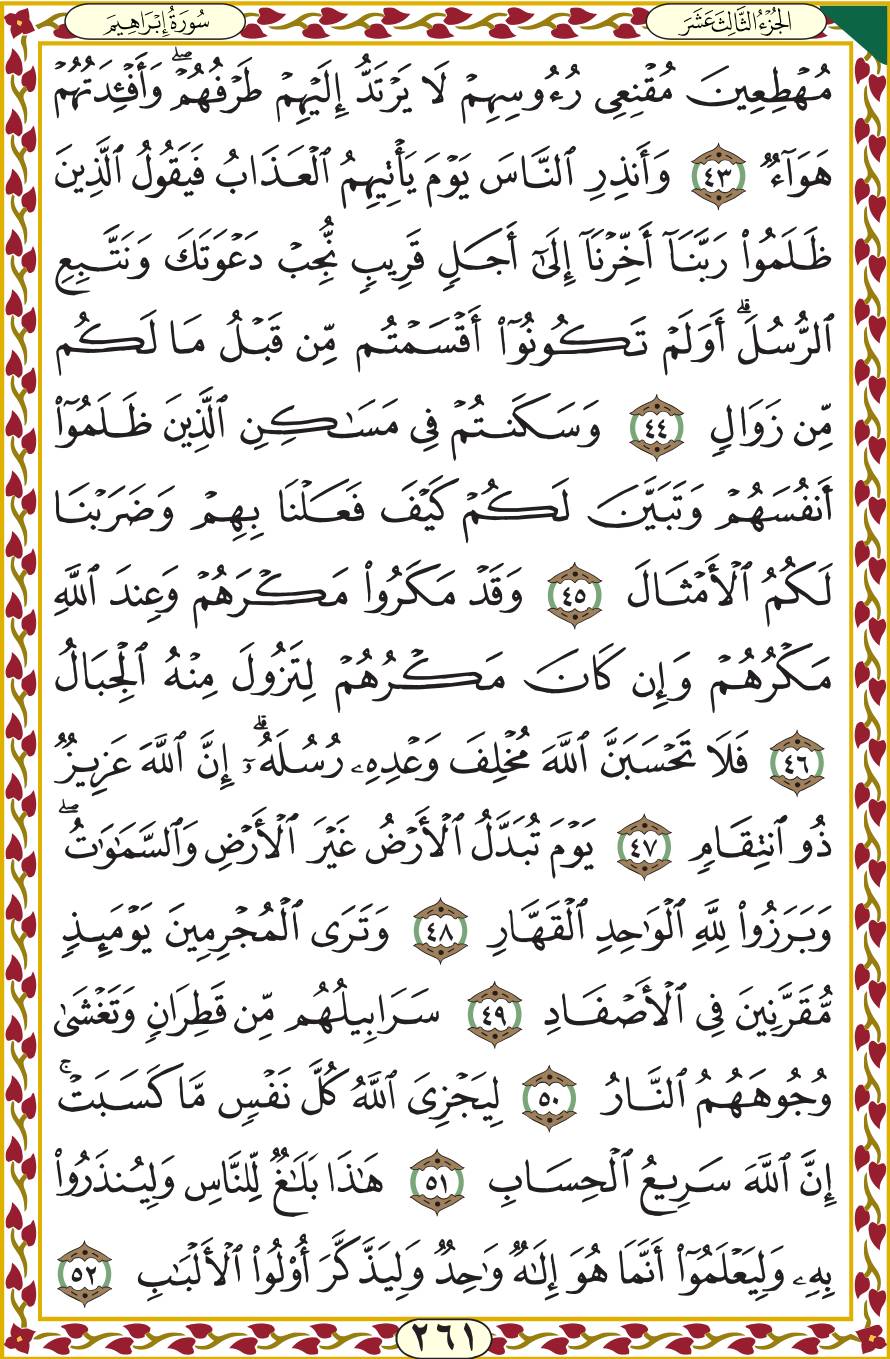 الجُزْءُ الثَّالِثَ عَشَرَ
سُورَةُ إِبْرَاهِيمَ
مُهْطِعِينَ مُقْنِعِى رُءُوسِهِمْ لَا يَرْتَدُّ إِلَيْهِمْ طَرْفُهُمْ ۖ وَأَفْـِٔدَتُهُمْ
هَوَآءٌ ٤٣ وَأَنذِرِ ٱلنَّاسَ يَوْمَ يَأْتِيهِمُ ٱلْعَذَابُ فَيَقُولُ ٱلَّذِينَ
ظَلَمُوا۟ رَبَّنَآ أَخِّرْنَآ إِلَىٰٓ أَجَلٍ قَرِيبٍ نُّجِبْ دَعْوَتَكَ وَنَتَّبِعِ
ٱلرُّسُلَ ۗ أَوَلَمْ تَكُونُوٓا۟ أَقْسَمْتُم مِّن قَبْلُ مَا لَكُم
مِّن زَوَالٍ ٤٤ وَسَكَنتُمْ فِى مَسَـٰكِنِ ٱلَّذِينَ ظَلَمُوٓا۟
أَنفُسَهُمْ وَتَبَيَّنَ لَكُمْ كَيْفَ فَعَلْنَا بِهِمْ وَضَرَبْنَا
لَكُمُ ٱلْأَمْثَالَ ٤٥ وَقَدْ مَكَرُوا۟ مَكْرَهُمْ وَعِندَ ٱللَّهِ
مَكْرُهُمْ وَإِن كَانَ مَكْرُهُمْ لِتَزُولَ مِنْهُ ٱلْجِبَالُ
٤٦ فَلَا تَحْسَبَنَّ ٱللَّهَ مُخْلِفَ وَعْدِهِۦ رُسُلَهُۥٓ ۗ إِنَّ ٱللَّهَ عَزِيزٌ
ذُو ٱنتِقَامٍ ٤٧ يَوْمَ تُبَدَّلُ ٱلْأَرْضُ غَيْرَ ٱلْأَرْضِ وَٱلسَّمَـٰوَٰتُ ۖ
وَبَرَزُوا۟ لِلَّهِ ٱلْوَٰحِدِ ٱلْقَهَّارِ ٤٨ وَتَرَى ٱلْمُجْرِمِينَ يَوْمَئِذٍ
مُّقَرَّنِينَ فِى ٱلْأَصْفَادِ ٤٩ سَرَابِيلُهُم مِّن قَطِرَانٍ وَتَغْشَىٰ
وُجُوهَهُمُ ٱلنَّارُ ٥٠ لِيَجْزِىَ ٱللَّهُ كُلَّ نَفْسٍ مَّا كَسَبَتْ ۚ
إِنَّ ٱللَّهَ سَرِيعُ ٱلْحِسَابِ ٥١ هَـٰذَا بَلَـٰغٌ لِّلنَّاسِ وَلِيُنذَرُوا۟
بِهِۦ وَلِيَعْلَمُوٓا۟ أَنَّمَا هُوَ إِلَـٰهٌ وَٰحِدٌ وَلِيَذَّكَّرَ أُو۟لُوا۟ ٱلْأَلْبَـٰبِ ٥٢
٢٦١